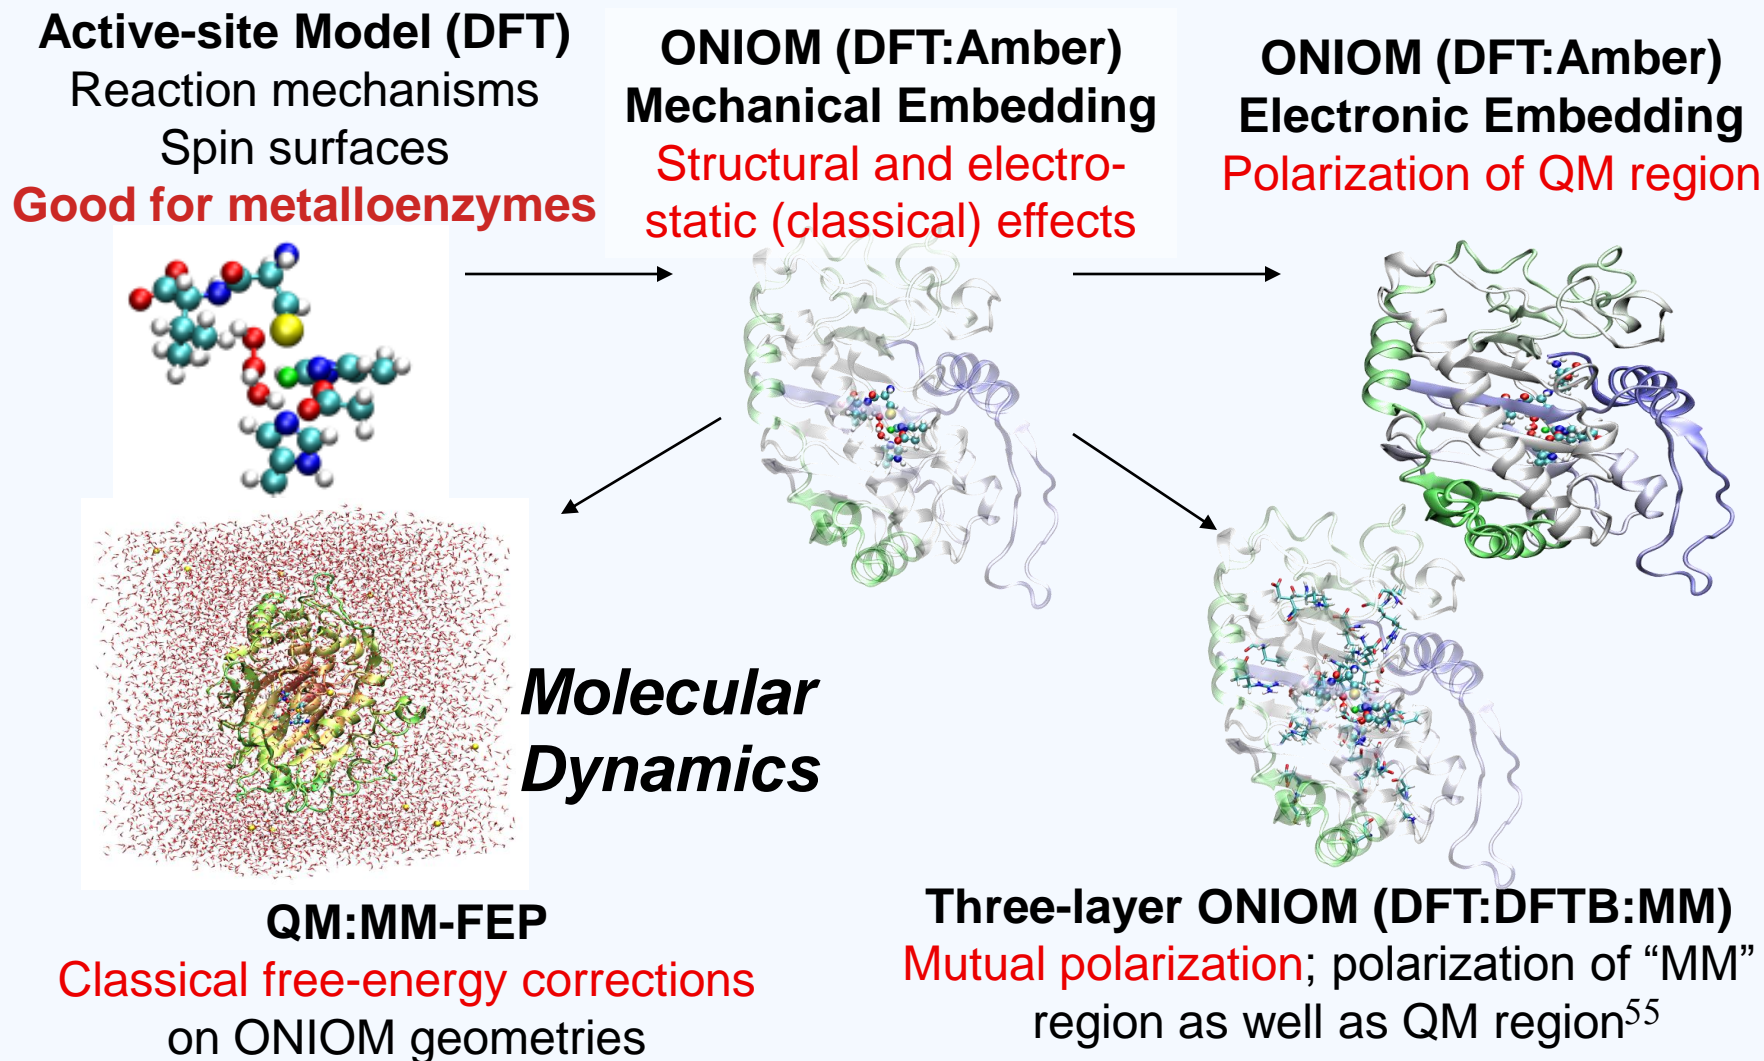 Active-site Model (DFT)
Reaction mechanisms
Spin surfaces
Good for metalloenzymes
ONIOM (DFT:Amber)
Mechanical Embedding
Structural and electro-
static (classical) effects
ONIOM (DFT:Amber)
Electronic Embedding
Polarization of QM region
Molecular
Dynamics
QM:MM-FEP
Classical free-energy corrections
on ONIOM geometries
Three-layer ONIOM (DFT:DFTB:MM)
Mutual polarization; polarization of “MM”
region as well as QM region55